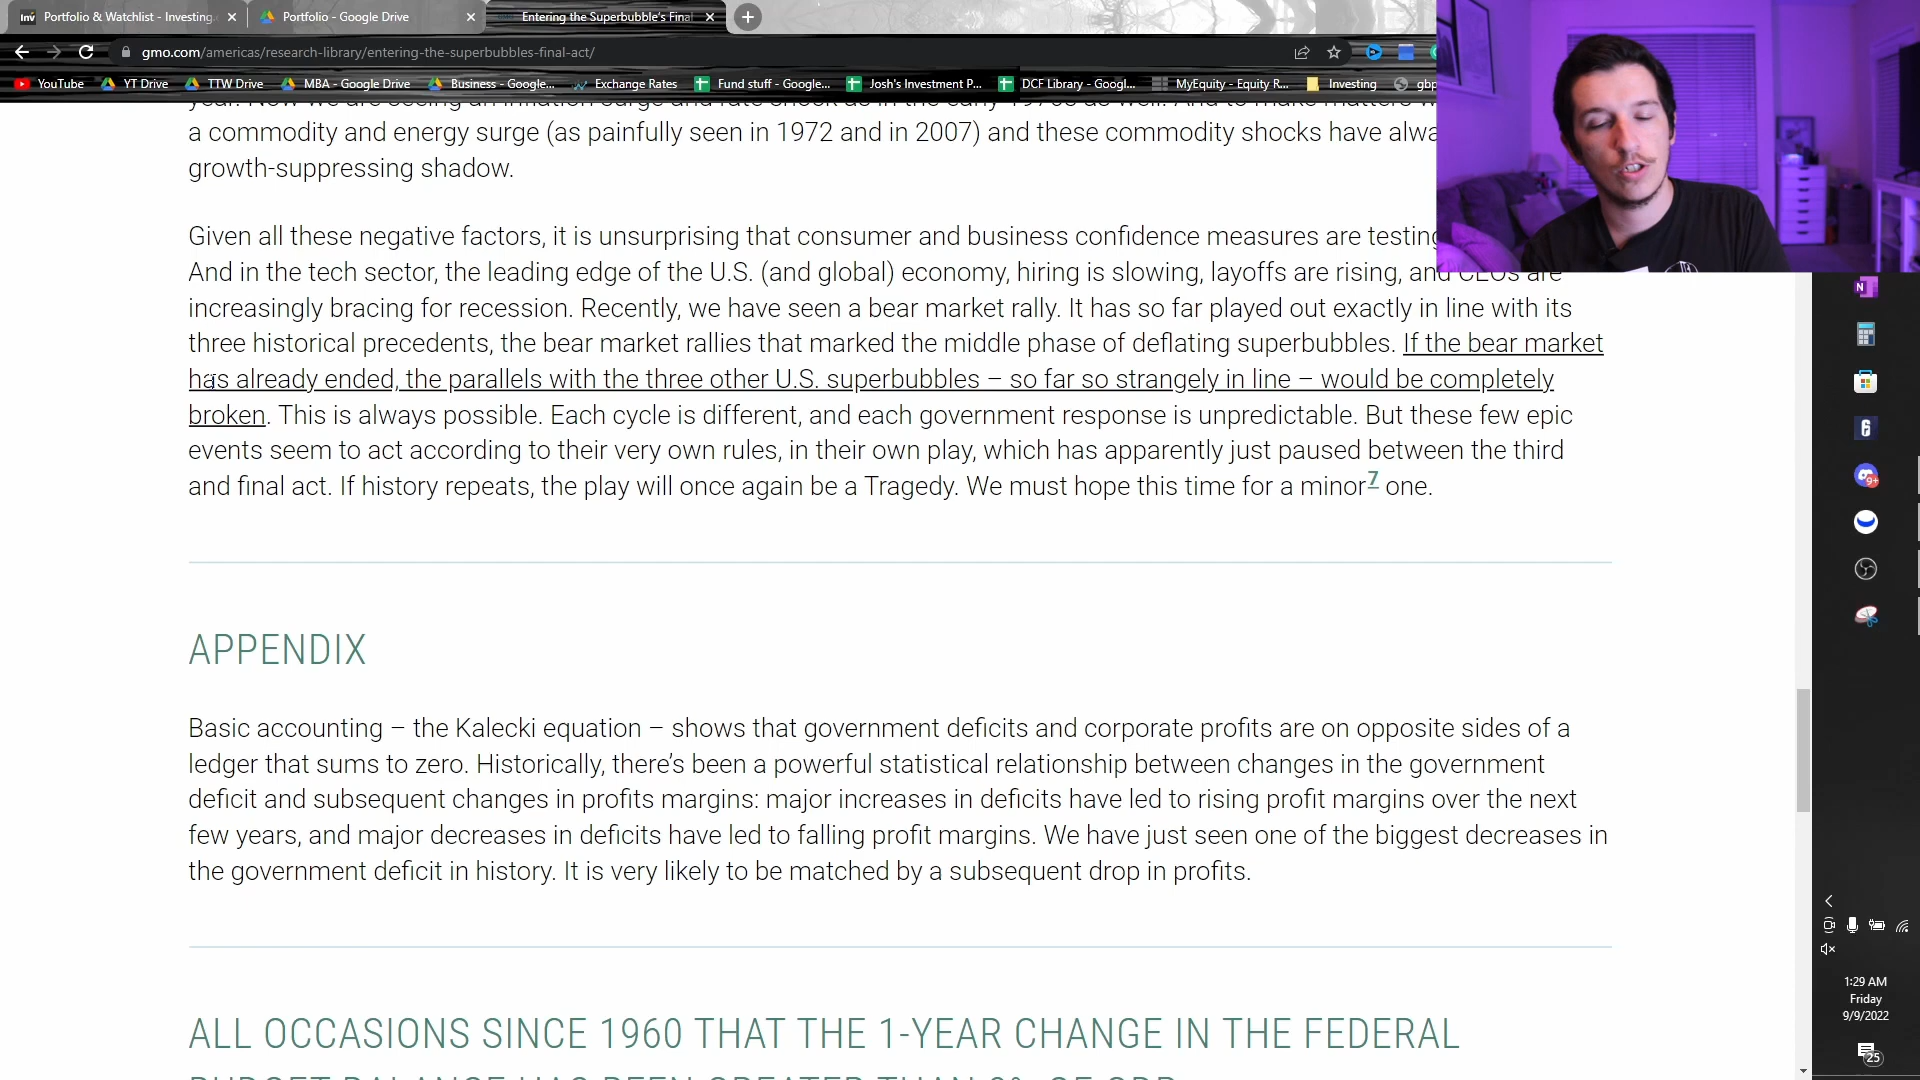 Portfolio & Watchlist - Investing.
Portfolio - Google Drive
Entering the Superbubble's Fina
gmo.com/americas/research-library/entering-the-superbubbles-final-act/
YouTube
YT Drive
TTW Drive
MBA - Google Drive
Business - Google...
Exchange Rates
Fund stuff - Google...
Josh's Investment P...
DCF Library - Googl...
MyEquity - Equity R...
Investing
gbp
a commodity and energy surge (as painfully seen in 1972 and in 2007) and these commodity shocks have alwa
growth-suppressing shadow.
Given all these negative factors, it is unsurprising that consumer and business confidence measures are testing
And in the tech sector, the leading edge of the U.S. (and global) economy, hiring is slowing, layoffs are rising, and CEOs are
increasingly bracing for recession. Recently, we have seen a bear market rally. It has so far played out exactly in line with its
three historical precedents, the bear market rallies that marked the middle phase of deflating superbubbles. If the bear market
has already ended, the parallels with the three other U.S. superbubbles – so far so strangely in line – would be completely
broken. This is always possible. Each cycle is different, and each government response is unpredictable. But these few epic
events seem to act according to their very own rules, in their own play, which has apparently just paused between the third
and final act. If history repeats, the play will once again be a Tragedy. We must hope this time for a minor7 one.
APPENDIX
Basic accounting – the Kalecki equation – shows that government deficits and corporate profits are on opposite sides of a
ledger that sums to zero. Historically, there's been a powerful statistical relationship between changes in the government
deficit and subsequent changes in profits margins: major increases in deficits have led to rising profit margins over the next
few years, and major decreases in deficits have led to falling profit margins. We have just seen one of the biggest decreases in
the government deficit in history. It is very likely to be matched by a subsequent drop in profits.
ALL OCCASIONS SINCE 1960 THAT THE 1-YEAR CHANGE IN THE FEDERAL
1:29 AM
Friday
9/9/2022
25